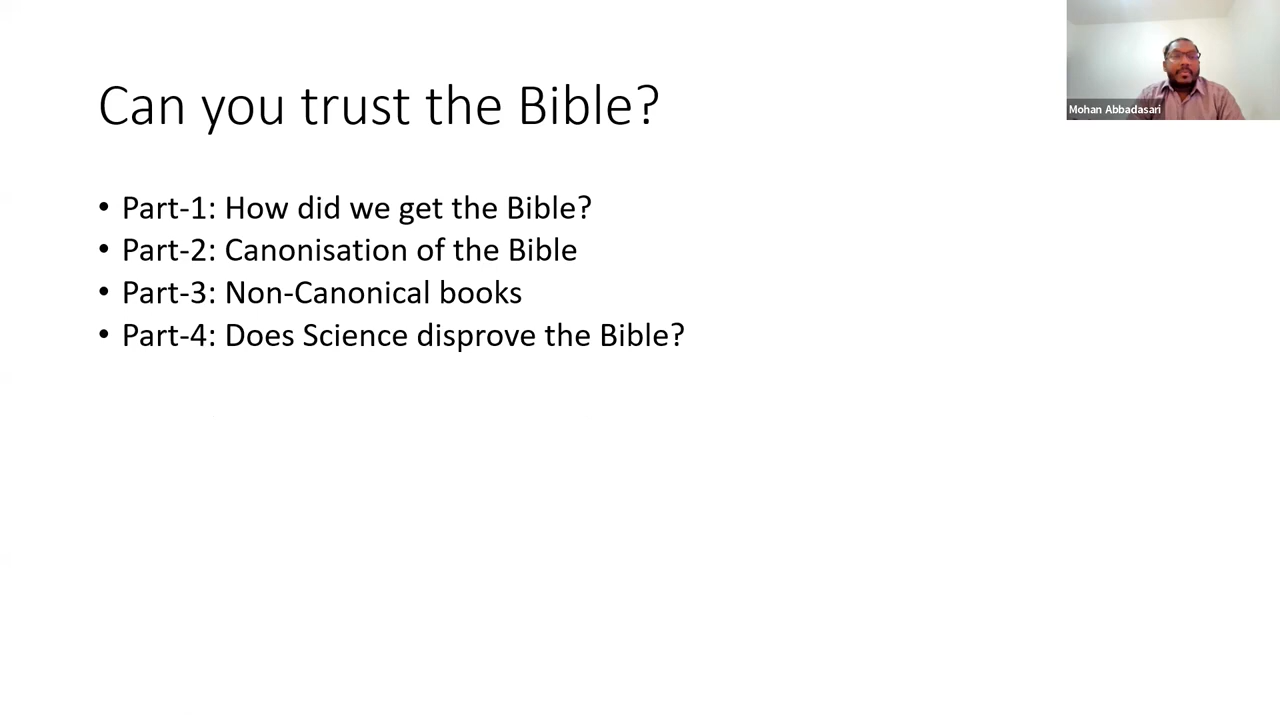 Can you trust the Bible?
Mohan Abbadasari
• Part-1: How did we get the Bible?
• Part-2: Canonisation of the Bible
• Part-3: Non-Canonical books
• Part-4: Does Science disprove the Bible?